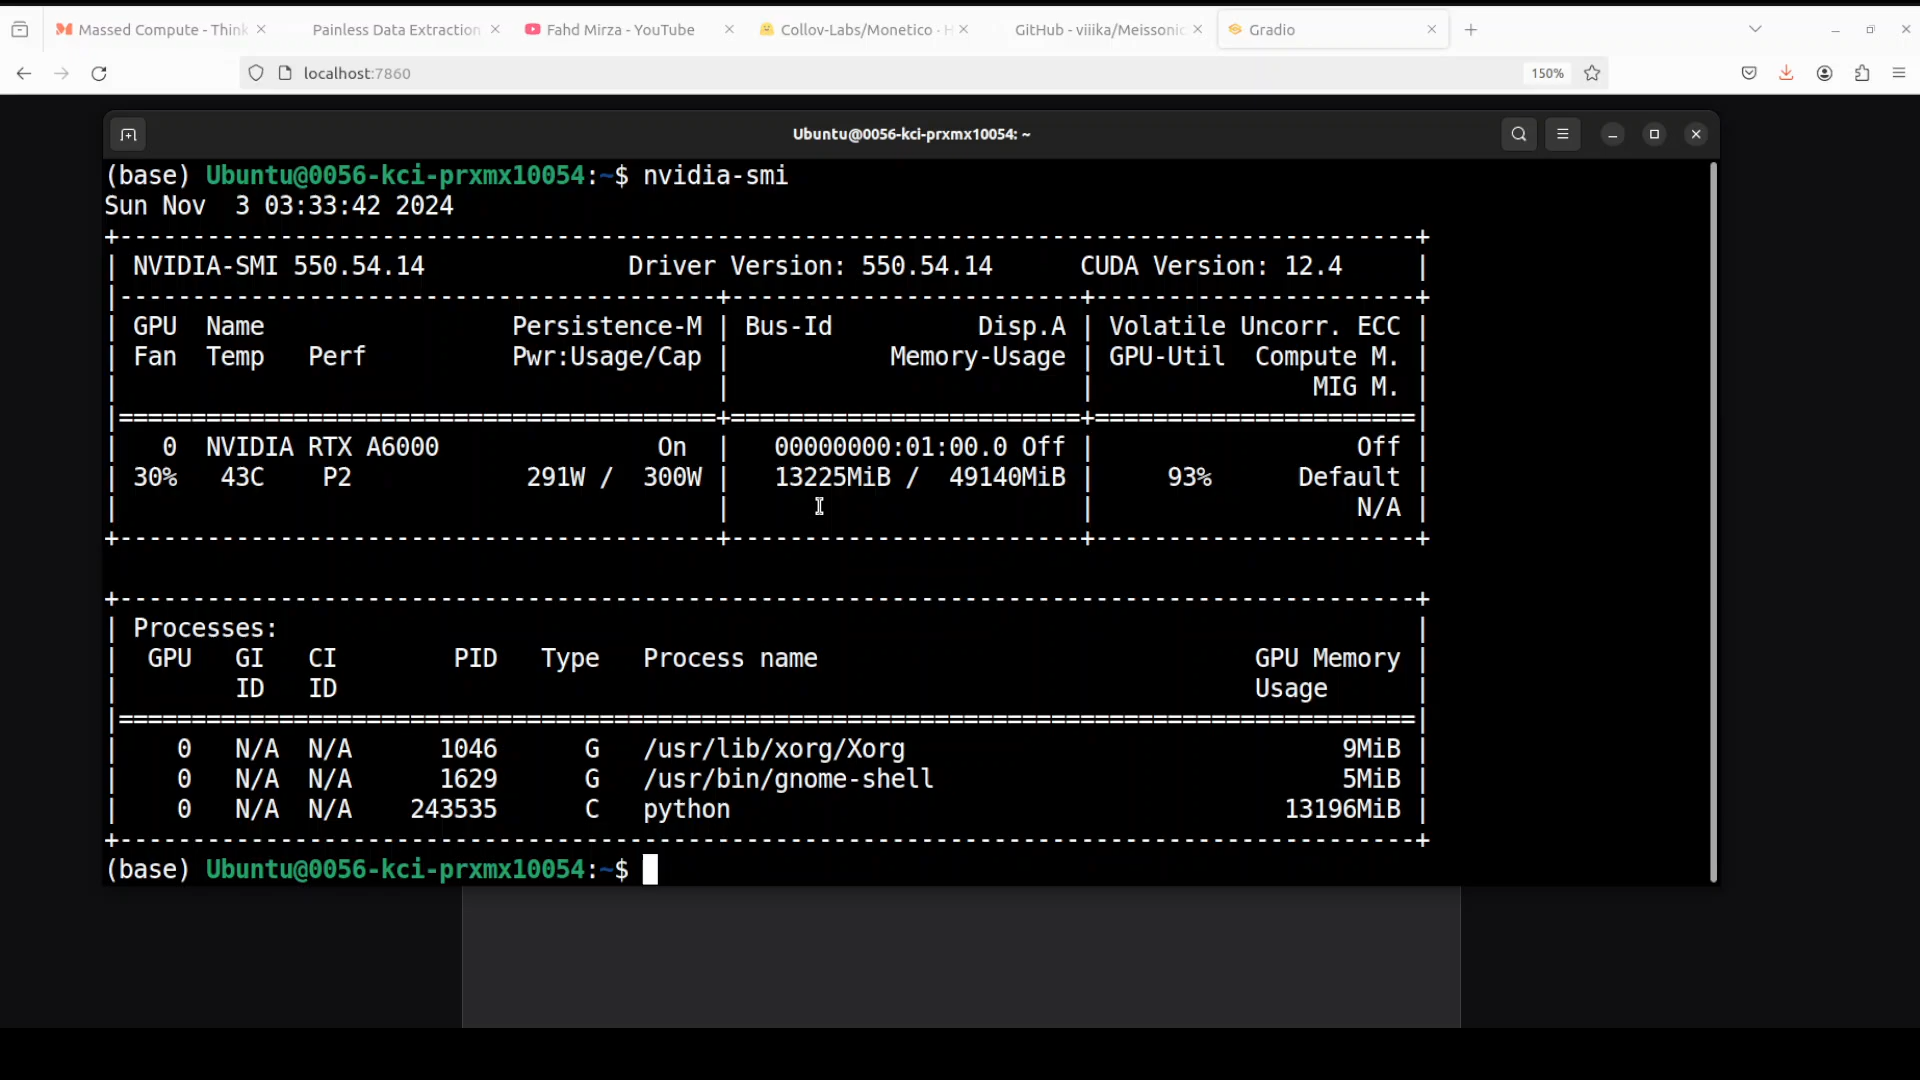 Massed Compute - Think
Painless Data Extraction
Fahd Mirza - YouTube
Collov-Labs/Monetico · H
GitHub - viiika/Meissonic
Gradio
localhost:7860
150%
Ubuntu@0056-kci-prxmx10054: ~
(base) Ubuntu@0056-kci-prxmx10054:~$ nvidia-smi
Sun Nov  3 03:33:42 2024
+-----------------------------------------------------------------------------------------+
| NVIDIA-SMI 550.54.14              Driver Version: 550.54.14      CUDA Version: 12.4     |
|-----------------------------------------+------------------------+----------------------+
| GPU  Name                 Persistence-M | Bus-Id          Disp.A | Volatile Uncorr. ECC |
| Fan  Temp   Perf          Pwr:Usage/Cap |           Memory-Usage | GPU-Util  Compute M. |
|                                         |                        |               MIG M. |
|=========================================+========================+======================|
|   0  NVIDIA RTX A6000               On  |   00000000:01:00.0 Off |                  Off |
| 30%   43C    P2            291W /  300W |   13225MiB /  49140MiB |     93%      Default |
|                                         |                        |                  N/A |
+-----------------------------------------+------------------------+----------------------+
+-----------------------------------------------------------------------------------------+
| Processes:                                                                              |
|  GPU   GI   CI        PID   Type   Process name                              GPU Memory |
|        ID   ID                                                               Usage      |
|=========================================================================================|
|    0   N/A  N/A      1046      G   /usr/lib/xorg/Xorg                              9MiB |
|    0   N/A  N/A      1629      G   /usr/bin/gnome-shell                            5MiB |
|    0   N/A  N/A    243535      C   python                                      13196MiB |
+-----------------------------------------------------------------------------------------+
(base) Ubuntu@0056-kci-prxmx10054:~$